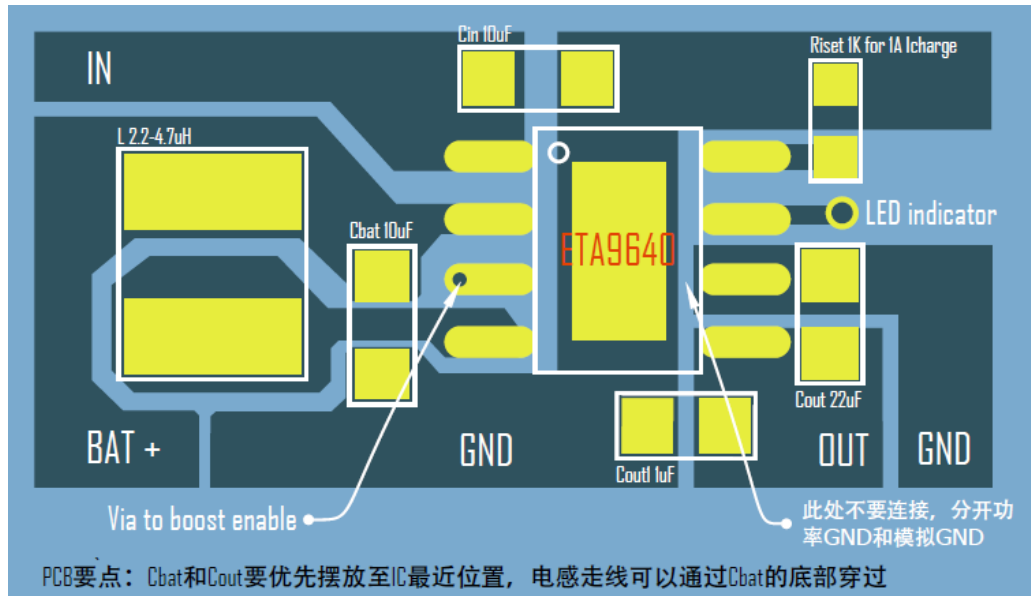 Cin 10uF
Riset 1K for 1A Icharge
IN
L 2.2-4.7uH
LED indicator
Cbat 10uF
ETA9640
Cout 22uF
BAT +
GND
OUT
GND
Cout1 1uF
Via to boost enable
此处不要连接，分开功
率GND和模拟GND
PCB要点：Cbat和Cout要优先摆放至IC最近位置，电感走线可以通过Cbat的底部穿过